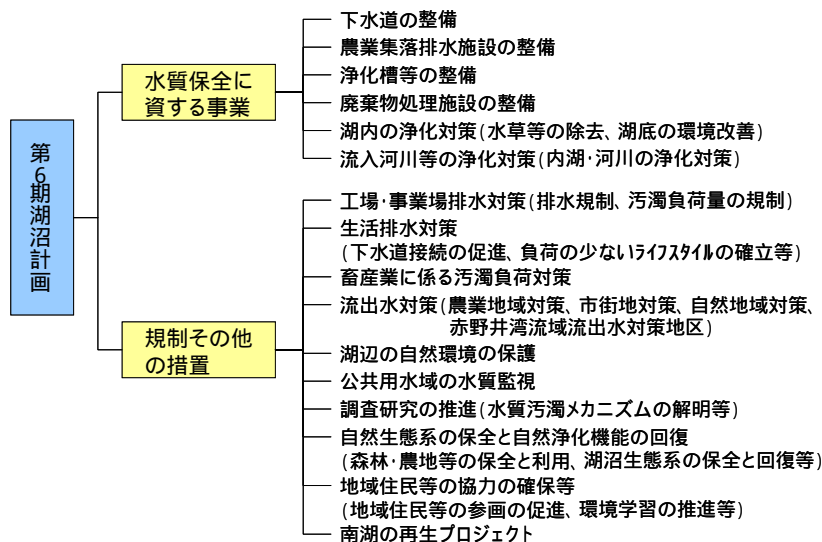 第6期湖沼計画
水質保全に
資する事業
下水道の整備
農業集落排水施設の整備
浄化槽等の整備
廃棄物処理施設の整備
湖内の浄化対策(水草等の除去、湖底の環境改善)
流入河川等の浄化対策(内湖・河川の浄化対策)
規制その他
の措置
工場・事業場排水対策(排水規制、汚濁負荷量の規制)
生活排水対策
(下水道接続の促進、負荷の少ないライフスタイルの確立等)
畜産業に係る汚濁負荷対策
流出水対策(農業地域対策、市街地対策、自然地域対策、
赤野井湾流域流出水対策地区)
湖辺の自然環境の保護
公共用水域の水質監視
調査研究の推進(水質汚濁メカニズムの解明等)
自然生態系の保全と自然浄化機能の回復
(森林・農地等の保全と利用、湖沼生態系の保全と回復等)
地域住民等の協力の確保等
(地域住民等の参画の促進、環境学習の推進等)
南湖の再生プロジェクト